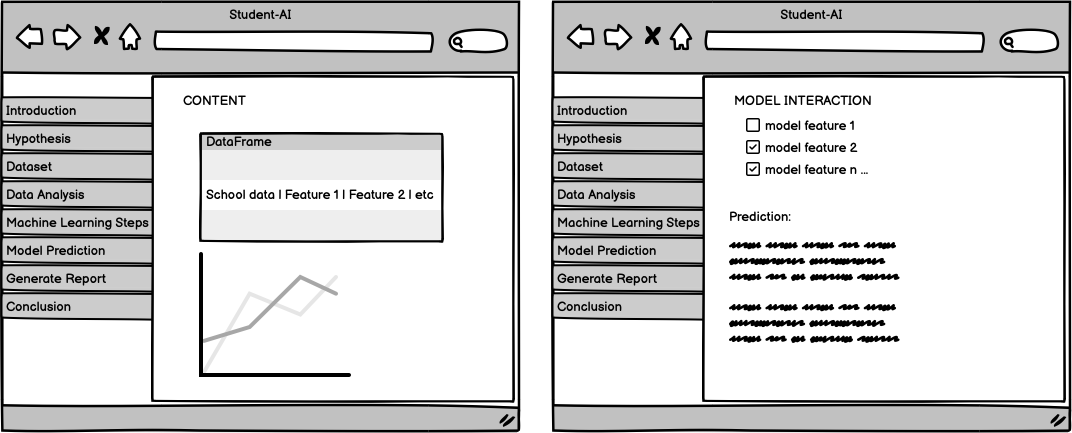 Student-AI
Introduction
Hypothesis
Dataset
Data Analysis
Machine Learning Steps
Model Prediction
Generate Report
Conclusion
CONTENT
DataFrame
School data | Feature 1 | Feature 2 | etc
Student-AI
Introduction
Hypothesis
Dataset
Data Analysis
Machine Learning Steps
Model Prediction
Generate Report
Conclusion
MODEL INTERACTION
model feature 1
model feature 2
model feature n ...
Prediction: